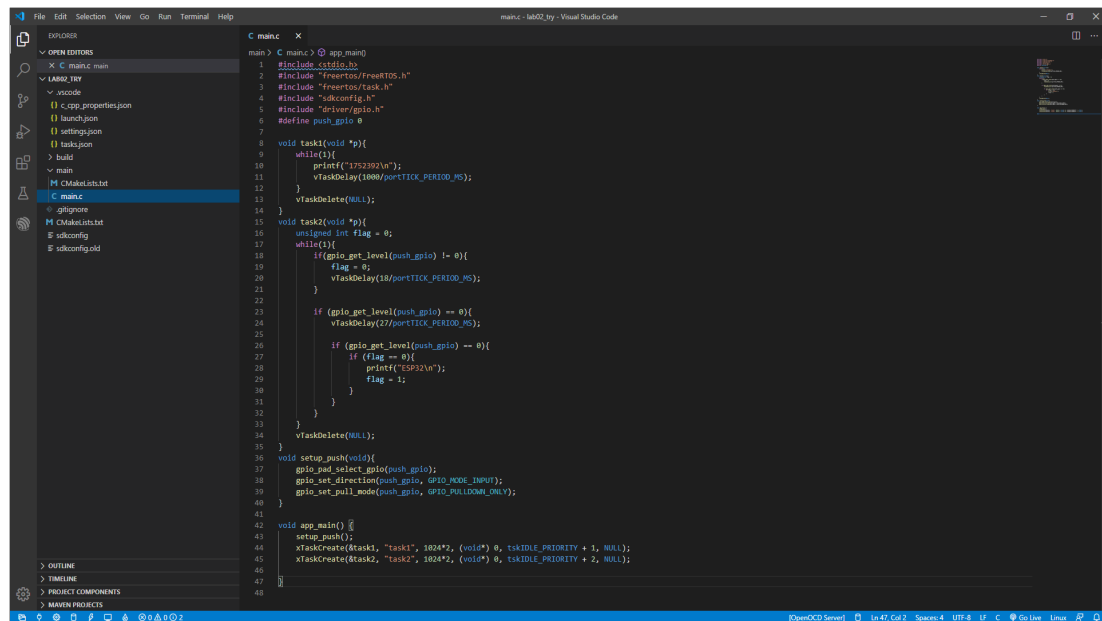 File Edit Selection View Go Run Terminal Help
main.c - lab02_try - Visual Studio Code
EXPLORER
OPEN EDITORS
C main.c main
LAB02_TRY
.vscode
{} c_cpp_properties.json
{} launch.json
{} settings.json
{} tasks.json
build
main
M CMakeLists.txt
C main.c
.gitignore
M CMakeLists.txt
sdkconfig
sdkconfig.old
OUTLINE
TIMELINE
PROJECT COMPONENTS
MAVEN PROJECTS
C main.c
main > C main.c > app_main()
1 #include <stdio.h>
2 #include "freertos/FreeRTOS.h"
3 #include "freertos/task.h"
4 #include "sdkconfig.h"
5 #include "driver/gpio.h"
6 #define push_gpio 0
7
8 void task1(void *p){
9 while(1){
10 printf("1752392\n");
11 vTaskDelay(1000/portTICK_PERIOD_MS);
12 }
13 vTaskDelete(NULL);
14 }
15 void task2(void *p){
16 unsigned int flag = 0;
17 while(1){
18 if(gpio_get_level(push_gpio) != 0){
19 flag = 0;
20 vTaskDelay(18/portTICK_PERIOD_MS);
21 }
22
23 if (gpio_get_level(push_gpio) == 0){
24 vTaskDelay(27/portTICK_PERIOD_MS);
25
26 if (gpio_get_level(push_gpio) == 0){
27 if (flag == 0){
28 printf("ESP32\n");
29 flag = 1;
30 }
31 }
32 }
33 }
34 vTaskDelete(NULL);
35 }
36 void setup_push(void){
37 gpio_pad_select_gpio(push_gpio);
38 gpio_set_direction(push_gpio, GPIO_MODE_INPUT);
39 gpio_set_pull_mode(push_gpio, GPIO_PULLDOWN_ONLY);
40 }
41
42 void app_main() {
43 setup_push();
44 xTaskCreate(&task1, "task1", 1024*2, (void*) 0, tskIDLE_PRIORITY + 1, NULL);
45 xTaskCreate(&task2, "task2", 1024*2, (void*) 0, tskIDLE_PRIORITY + 2, NULL);
46
47 }
48
0 0 0 2
[OpenOCD Server] Ln 47, Col 2 Spaces: 4 UTF-8 LF C Go Live Linux